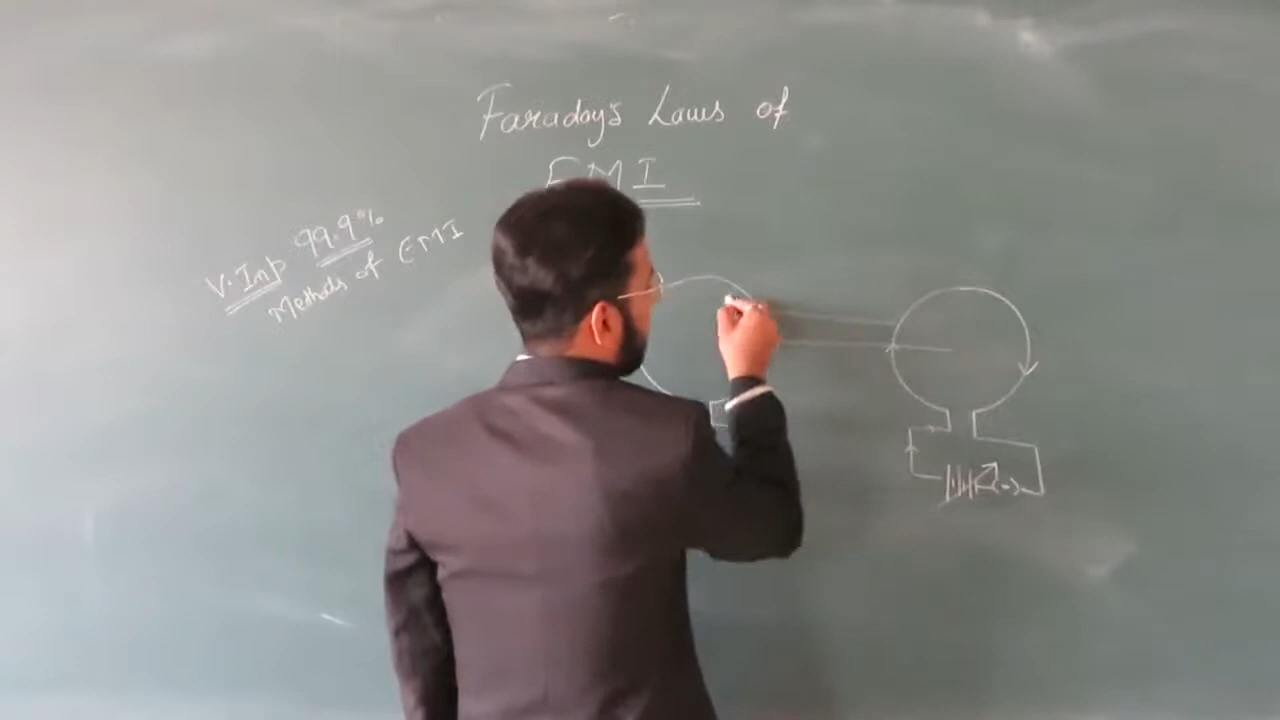 Faraday's Laws of
EMI
V. Imp 99.9%
Methods of EMI